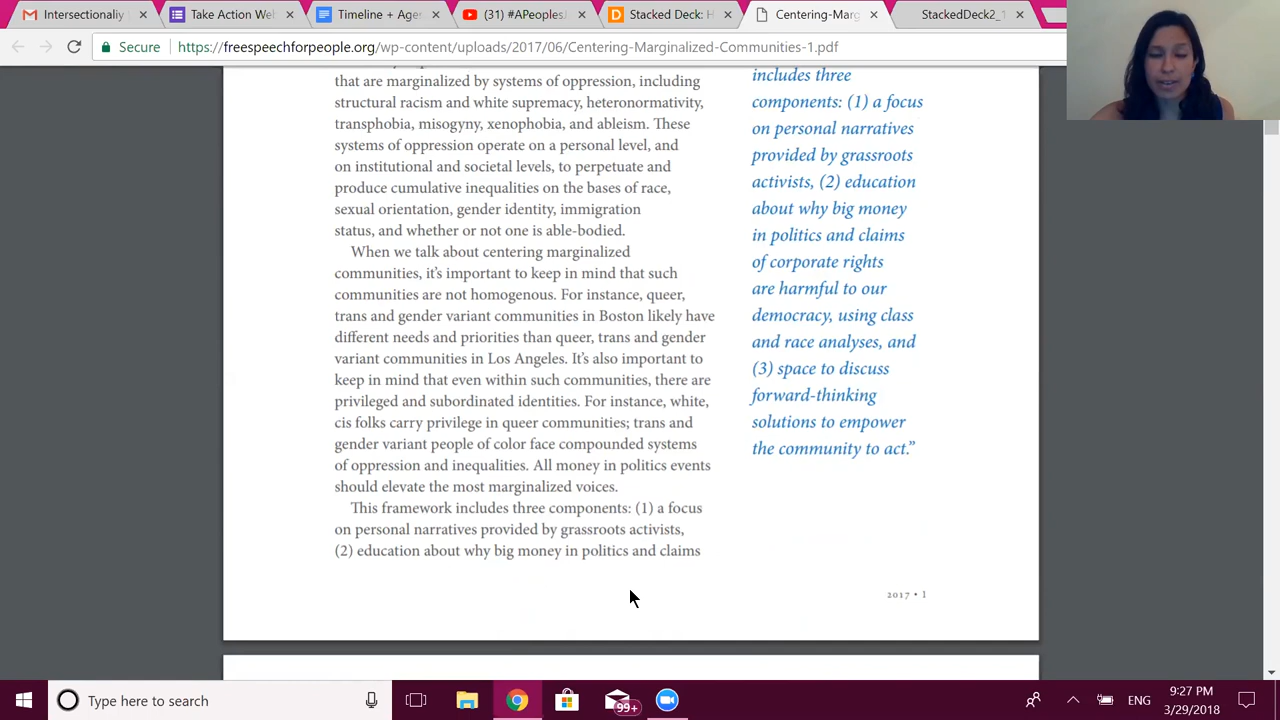 Intersectionaliy
Take Action Wel
Timeline + Ager
(31) #APeoplesJ
Stacked Deck: H
Centering-Marg
StackedDeck2_1
Secure
https://freespeechforpeople.org/wp-content/uploads/2017/06/Centering-Marginalized-Communities-1.pdf
that are marginalized by systems of oppression, including
structural racism and white supremacy, heteronormativity,
transphobia, misogyny, xenophobia, and ableism. These
systems of oppression operate on a personal level, and
on institutional and societal levels, to perpetuate and
produce cumulative inequalities on the bases of race,
sexual orientation, gender identity, immigration
status, and whether or not one is able-bodied.
When we talk about centering marginalized
communities, it's important to keep in mind that such
communities are not homogenous. For instance, queer,
trans and gender variant communities in Boston likely have
different needs and priorities than queer, trans and gender
variant communities in Los Angeles. It's also important to
keep in mind that even within such communities, there are
privileged and subordinated identities. For instance, white,
cis folks carry privilege in queer communities; trans and
gender variant people of color face compounded systems
of oppression and inequalities. All money in politics events
should elevate the most marginalized voices.
This framework includes three components: (1) a focus
on personal narratives provided by grassroots activists,
(2) education about why big money in politics and claims
includes three
components: (1) a focus
on personal narratives
provided by grassroots
activists, (2) education
about why big money
in politics and claims
of corporate rights
are harmful to our
democracy, using class
and race analyses, and
(3) space to discuss
forward-thinking
solutions to empower
the community to act.”
2017 • 1
Type here to search
99+
ENG
9:27 PM
3/29/2018